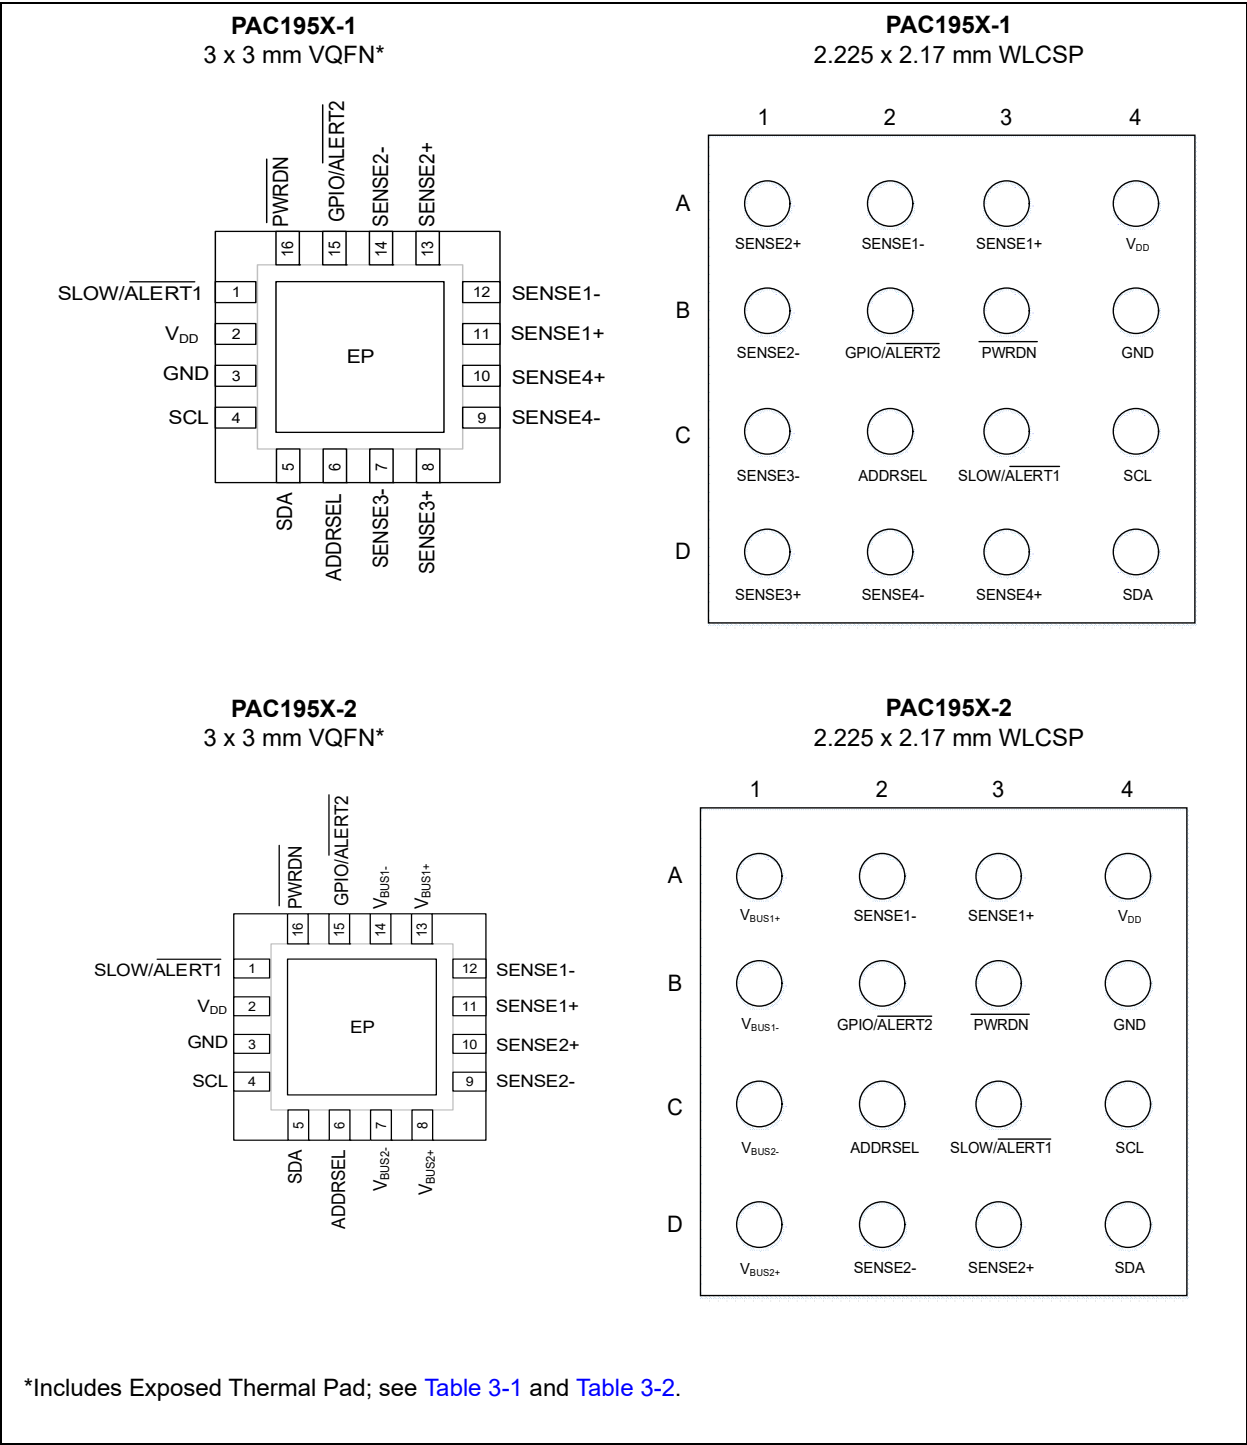 PAC195X-1
3 x 3 mm VQFN*
PWRDN
GPIO/ALERT2
SENSE2-
SENSE2+
16
15
14
13
SLOW/ALERT1
1
VDD
2
GND
3
SCL
4
EP
12
SENSE1-
11
SENSE1+
10
SENSE4+
9
SENSE4-
5
6
7
8
SDA
ADDRSEL
SENSE3-
SENSE3+
PAC195X-1
2.225 x 2.17 mm WLCSP
1 2 3 4
A
SENSE2+ SENSE1- SENSE1+ VDD
B
SENSE2- GPIO/ALERT2 PWRDN GND
C
SENSE3- ADDRSEL SLOW/ALERT1 SCL
D
SENSE3+ SENSE4- SENSE4+ SDA
PAC195X-2
3 x 3 mm VQFN*
PWRDN
GPIO/ALERT2
VBUS1-
VBUS1+
16
15
14
13
SLOW/ALERT1
1
VDD
2
GND
3
SCL
4
EP
12
SENSE1-
11
SENSE1+
10
SENSE2+
9
SENSE2-
5
6
7
8
SDA
ADDRSEL
VBUS2-
VBUS2+
PAC195X-2
2.225 x 2.17 mm WLCSP
1 2 3 4
A
VBUS1+ SENSE1- SENSE1+ VDD
B
VBUS1- GPIO/ALERT2 PWRDN GND
C
VBUS2- ADDRSEL SLOW/ALERT1 SCL
D
VBUS2+ SENSE2- SENSE2+ SDA
*Includes Exposed Thermal Pad; see Table 3-1 and Table 3-2.